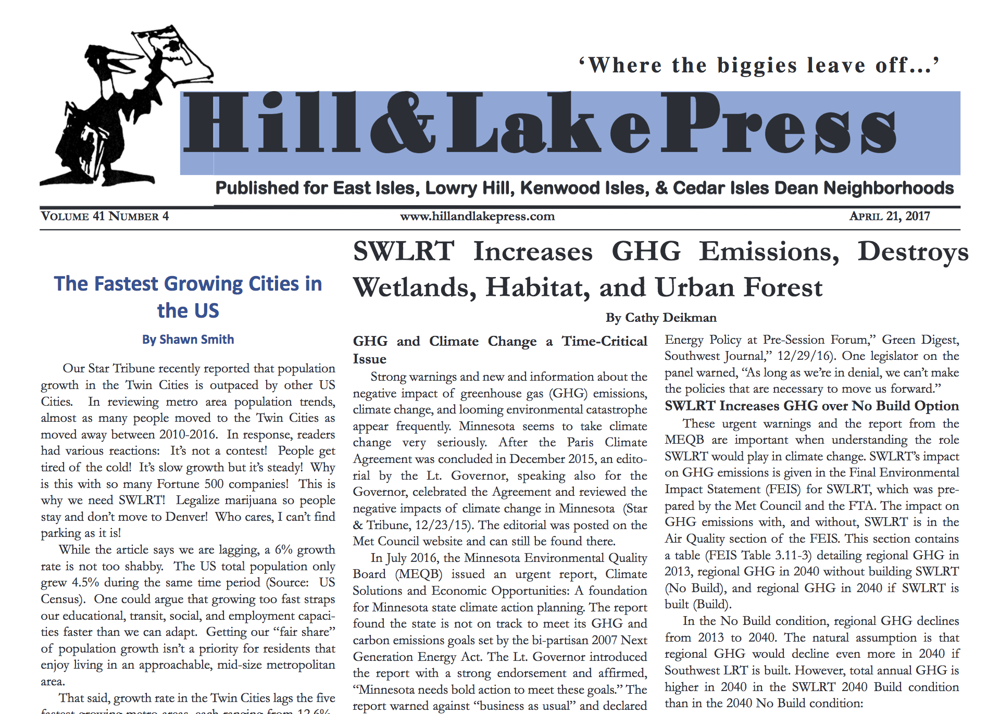 ‘Where the biggies leave off...’
Hill & Lake Press
Published for East Isles, Lowry Hill, Kenwood Isles, & Cedar Isles Dean Neighborhoods
VOLUME 41 NUMBER 4
www.hillandlakepress.com
APRIL 21, 2017
The Fastest Growing Cities in
the US
By Shawn Smith
Our Star Tribune recently reported that population
growth in the Twin Cities is outpaced by other US
Cities. In reviewing metro area population trends,
almost as many people moved to the Twin Cities as
moved away between 2010-2016. In response, readers
had various reactions: It’s not a contest! People get
tired of the cold! It’s slow growth but it’s steady! Why
is this with so many Fortune 500 companies! This is
why we need SWLRT! Legalize marijuana so people
stay and don’t move to Denver! Who cares, I can’t find
parking as it is!
While the article says we are lagging, a 6% growth
rate is not too shabby. The US total population only
grew 4.5% during the same time period (Source: US
Census). One could argue that growing too fast straps
our educational, transit, social, and employment capaci-
ties faster than we can adapt. Getting our “fair share”
of population growth isn’t a priority for residents that
enjoy living in an approachable, mid-size metropolitan
area.
That said, growth rate in the Twin Cities lags the five
fastest growing metro areas, each ranging from 12.6%
SWLRT Increases GHG Emissions, Destroys
Wetlands, Habitat, and Urban Forest
By Cathy Deikman
GHG and Climate Change a Time-Critical
Issue
Strong warnings and new and information about the
negative impact of greenhouse gas (GHG) emissions,
climate change, and looming environmental catastrophe
appear frequently. Minnesota seems to take climate
change very seriously. After the Paris Climate
Agreement was concluded in December 2015, an edito-
rial by the Lt. Governor, speaking also for the
Governor, celebrated the Agreement and reviewed the
negative impacts of climate change in Minnesota (Star
& Tribune, 12/23/15). The editorial was posted on the
Met Council website and can still be found there.
In July 2016, the Minnesota Environmental Quality
Board (MEQB) issued an urgent report, Climate
Solutions and Economic Opportunities: A foundation
for Minnesota state climate action planning. The report
found the state is not on track to meet its GHG and
carbon emissions goals set by the bi-partisan 2007 Next
Generation Energy Act. The Lt. Governor introduced
the report with a strong endorsement and affirmed,
“Minnesota needs bold action to meet these goals.” The
report warned against “business as usual” and declared
Energy Policy at Pre-Session Forum,” Green Digest,
Southwest Journal,” 12/29/16). One legislator on the
panel warned, “As long as we’re in denial, we can’t make
the policies that are necessary to move us forward.”
SWLRT Increases GHG over No Build Option
These urgent warnings and the report from the
MEQB are important when understanding the role
SWLRT would play in climate change. SWLRT’s impact
on GHG emissions is given in the Final Environmental
Impact Statement (FEIS) for SWLRT, which was pre-
pared by the Met Council and the FTA. The impact on
GHG emissions with, and without, SWLRT is in the
Air Quality section of the FEIS. This section contains
a table (FEIS Table 3.11-3) detailing regional GHG in
2013, regional GHG in 2040 without building SWLRT
(No Build), and regional GHG in 2040 if SWLRT is
built (Build).
In the No Build condition, regional GHG declines
from 2013 to 2040. The natural assumption is that
regional GHG would decline even more in 2040 if
Southwest LRT is built. However, total annual GHG is
higher in 2040 in the SWLRT 2040 Build condition
than in the 2040 No Build condition: